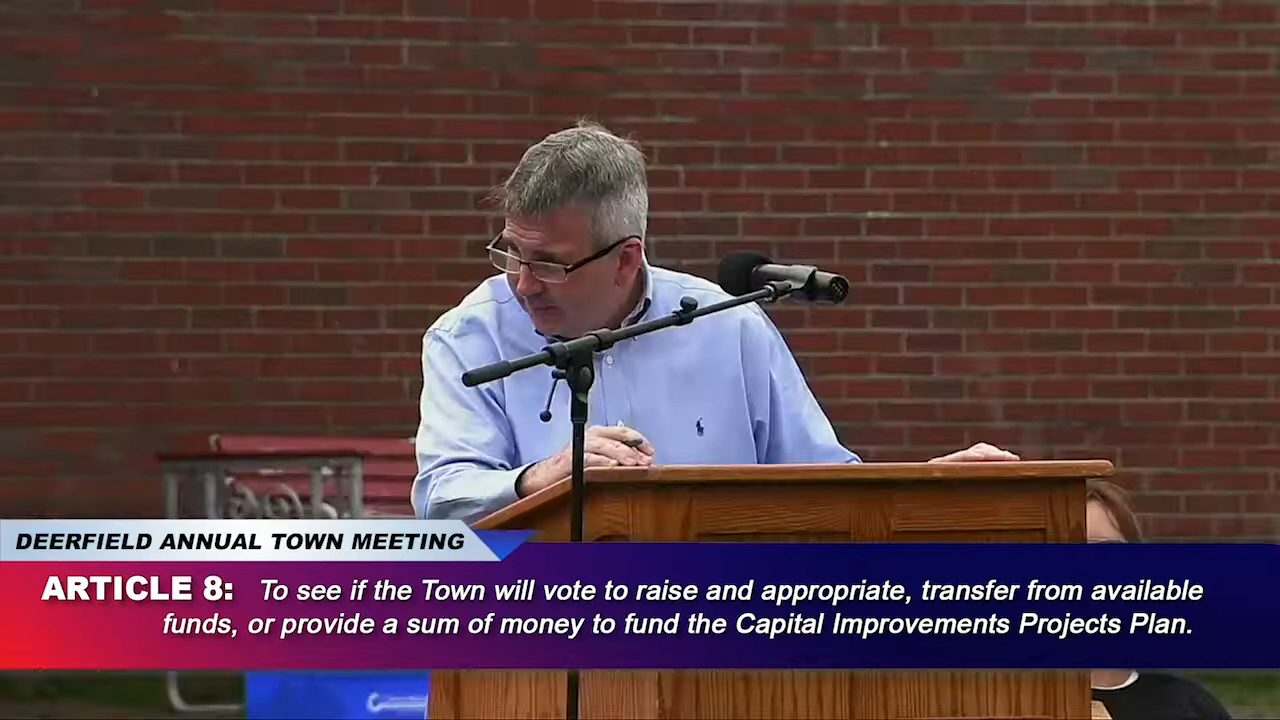 DEERFIELD ANNUAL TOWN MEETING
ARTICLE 8: To see if the Town will vote to raise and appropriate, transfer from available
funds, or provide a sum of money to fund the Capital Improvements Projects Plan.